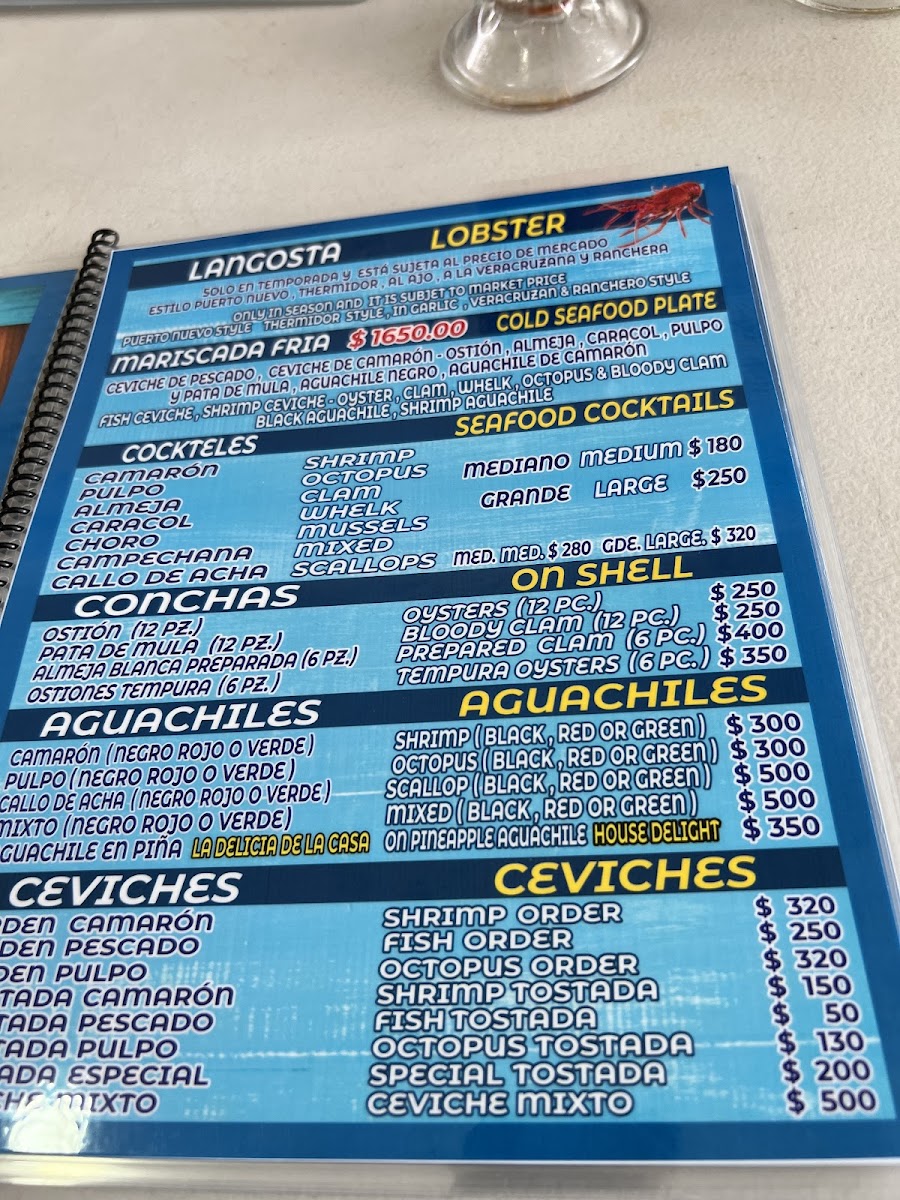 LANGOSTA LOBSTER
SOLO EN TEMPORADA Y ESTÁ SUJETA AL PRECIO DE MERCADO
ESTILO PUERTO NUEVO, THERMIDOR, AL AJO, A LA VERACRUZANA Y RANCHERA
ONLY IN SEASON AND IT IS SUBJET TO MARKET PRICE
PUERTO NUEVO STYLE THERMIDOR STYLE, IN GARLIC, VERACRUZAN & RANCHERO STYLE
MARISCADA FRIA $1650.00 COLD SEAFOOD PLATE
CEVICHE DE PESCADO, CEVICHE DE CAMARÓN - OSTIÓN, ALMEJA, CARACOL, PULPO
Y PATA DE MULA, AGUACHILE NEGRO, AGUACHILE DE CAMARÓN
FISH CEVICHE, SHRIMP CEVICHE - OYSTER, CLAM, WHELK, OCTOPUS & BLOODY CLAM
BLACK AGUACHILE, SHRIMP AGUACHILE
COCKTELES SEAFOOD COCKTAILS
CAMARÓN SHRIMP
PULPO OCTOPUS MEDIANO MEDIUM $180
ALMEJA CLAM
CARACOL WHELK GRANDE LARGE $250
CHORO MUSSELS
CAMPECHANA MIXED
CALLO DE ACHA SCALLOPS MED. MED. $280 GDE. LARGE. $320
CONCHAS ON SHELL
OSTIÓN (12 PZ.) OYSTERS (12 PC.) $250
PATA DE MULA (12 PZ.) BLOODY CLAM (12 PC.) $250
ALMEJA BLANCA PREPARADA (6 PZ.) PREPARED CLAM (6 PC.) $400
OSTIONES TEMPURA (6 PZ.) TEMPURA OYSTERS (6 PC.) $350
AGUACHILES AGUACHILES
CAMARÓN (NEGRO ROJO O VERDE) SHRIMP (BLACK, RED OR GREEN) $300
PULPO (NEGRO ROJO O VERDE) OCTOPUS (BLACK, RED OR GREEN) $300
CALLO DE ACHA (NEGRO ROJO O VERDE) SCALLOP (BLACK, RED OR GREEN) $500
MIXTO (NEGRO ROJO O VERDE) MIXED (BLACK, RED OR GREEN) $500
GUACHILE EN PIÑA LA DELICIA DE LA CASA ON PINEAPPLE AGUACHILE HOUSE DELIGHT $350
CEVICHES CEVICHES
DEN CAMARÓN SHRIMP ORDER $ 320
DEN PESCADO FISH ORDER $ 250
DEN PULPO OCTOPUS ORDER $ 320
TADA CAMARÓN SHRIMP TOSTADA $ 150
TADA PESCADO FISH TOSTADA $ 50
TADA PULPO OCTOPUS TOSTADA $ 130
ADA ESPECIAL SPECIAL TOSTADA $ 200
HE MIXTO CEVICHE MIXTO $ 500